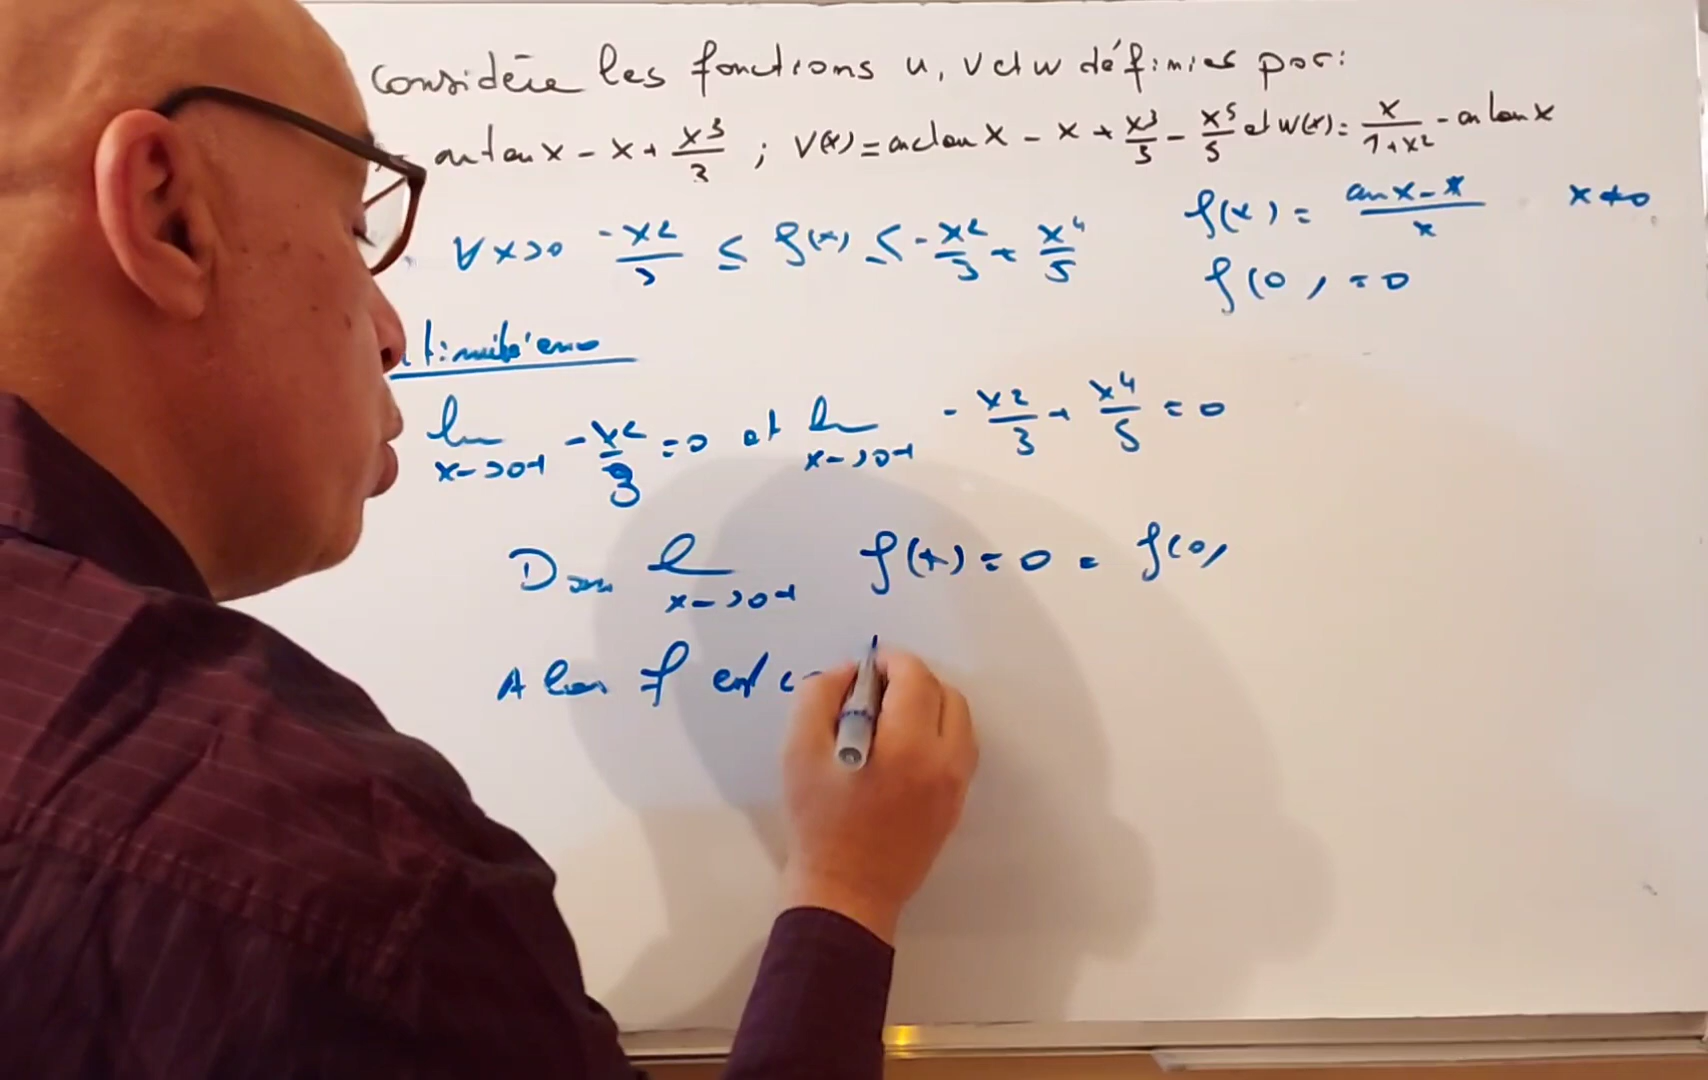 considère les fonctions u, v et w définies par:
arctan x - x + x³/3 ; v(x) = arctan x - x + x³/3 - x⁵/5 et w(x) = x/(1+x²) - arctan x
∀x>0 -x²/3 ≤ f(x) ≤ -x²/3 + x⁴/5
f(x) = (x)/x x≠0
f(0) = 0
lim x->0+ -x²/3 = 0 et lim x->0+ -x²/3 + x⁴/5 = 0
Donc lim x->0+ f(x) = 0 = f(0)
Alors f est c